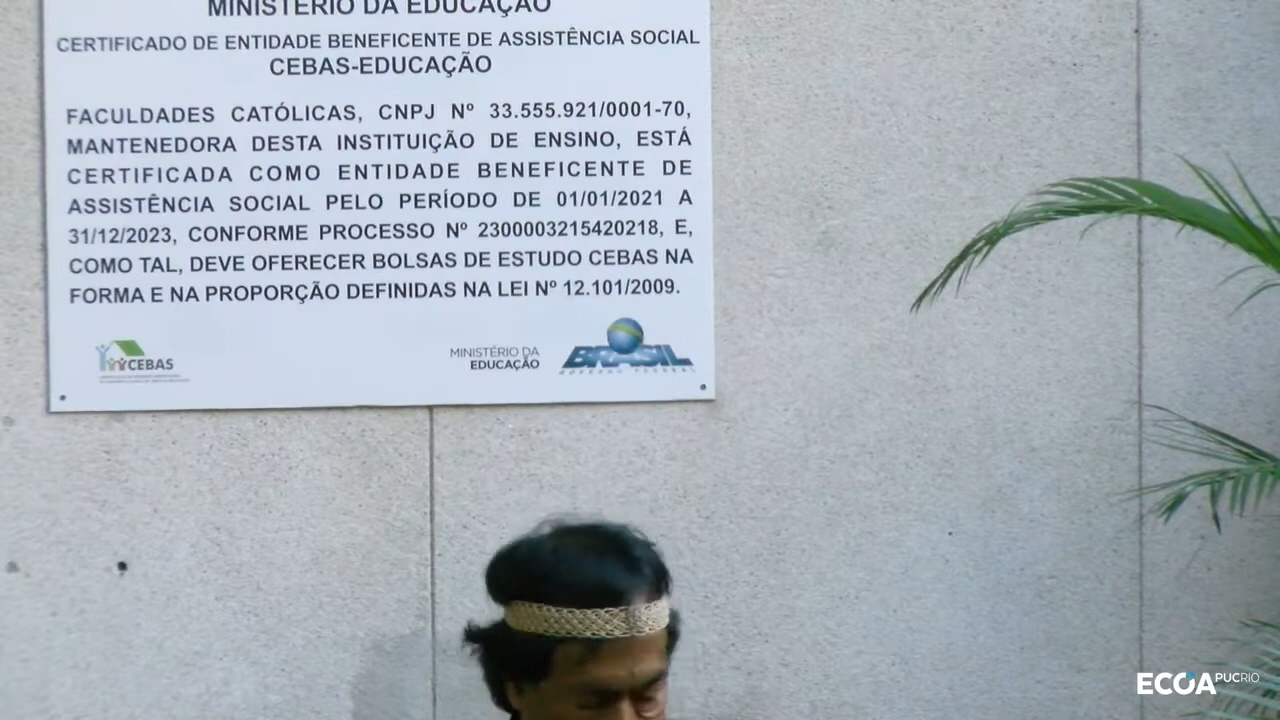 MINISTÉRIO DA EDUCAÇÃO
CERTIFICADO DE ENTIDADE BENEFICENTE DE ASSISTÊNCIA SOCIAL
CEBAS-EDUCAÇÃO
FACULDADES CATÓLICAS, CNPJ Nº 33.555.921/0001-70,
MANTENEDORA DESTA INSTITUIÇÃO DE ENSINO, ESTÁ
CERTIFICADA COMO ENTIDADE BENEFICENTE DE
ASSISTÊNCIA SOCIAL PELO PERÍODO DE 01/01/2021 A
31/12/2023, CONFORME PROCESSO Nº 2300003215420218, E,
COMO TAL, DEVE OFERECER BOLSAS DE ESTUDO CEBAS NA
FORMA E NA PROPORÇÃO DEFINIDAS NA LEI Nº 12.101/2009.
CEBAS
MINISTÉRIO DA
EDUCAÇÃO
BRASIL
GOVERNO FEDERAL
ECOA PUCRIO